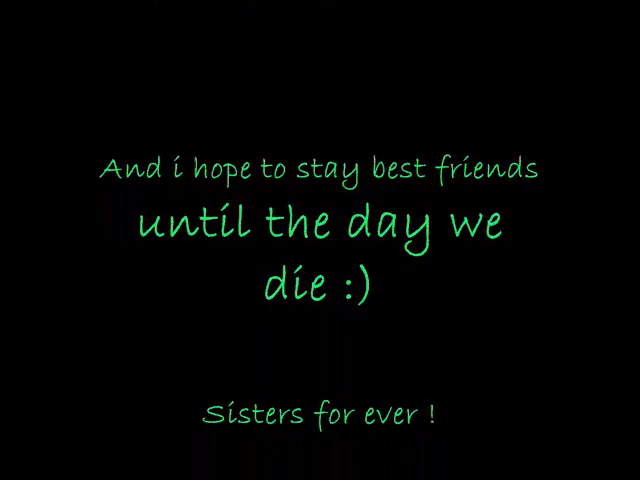 And i hope to stay best friends
until the day we
die :)
Sisters for ever !